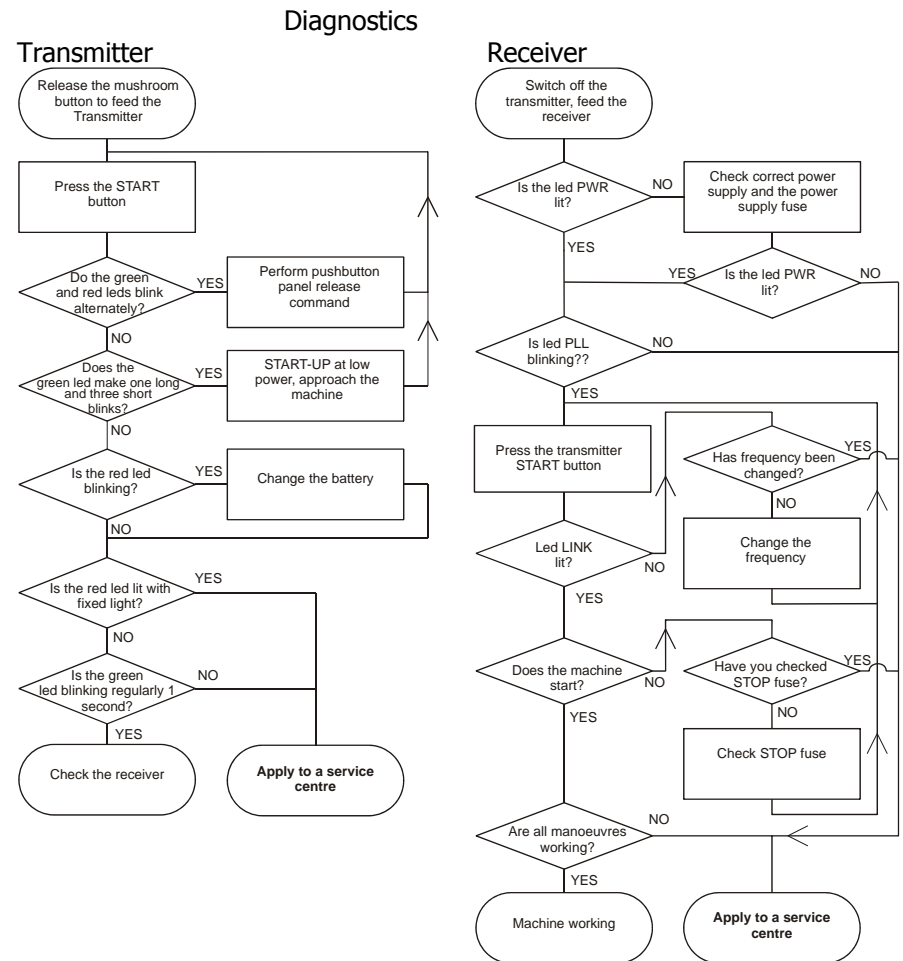 Diagnostics
Transmitter
Release the mushroom
button to feed the
Transmitter
Press the START
button
Do the green
and red leds blink
alternately?
YES
Perform pushbutton
panel release
command
NO
Does the
green led make one long
and three short
blinks?
YES
START-UP at low
power, approach the
machine
NO
Is the red led
blinking?
YES
Change the battery
NO
Is the red led lit with
fixed light?
YES
NO
Is the green
led blinking regularly 1
second?
NO
YES
Check the receiver
Apply to a service
centre
Receiver
Switch off the
transmitter, feed the
receiver
Is the led PWR
lit?
NO
Check correct power
supply and the power
supply fuse
YES
YES
Is the led PWR
lit?
NO
Is led PLL
blinking??
NO
YES
Press the transmitter
START button
Has frequency been
changed?
YES
NO
Change the
frequency
Led LINK
lit?
NO
YES
Does the machine
start?
NO
Have you checked
STOP fuse?
YES
NO
Check STOP fuse
YES
Are all manoeuvres
working?
NO
YES
Machine working
Apply to a service
centre